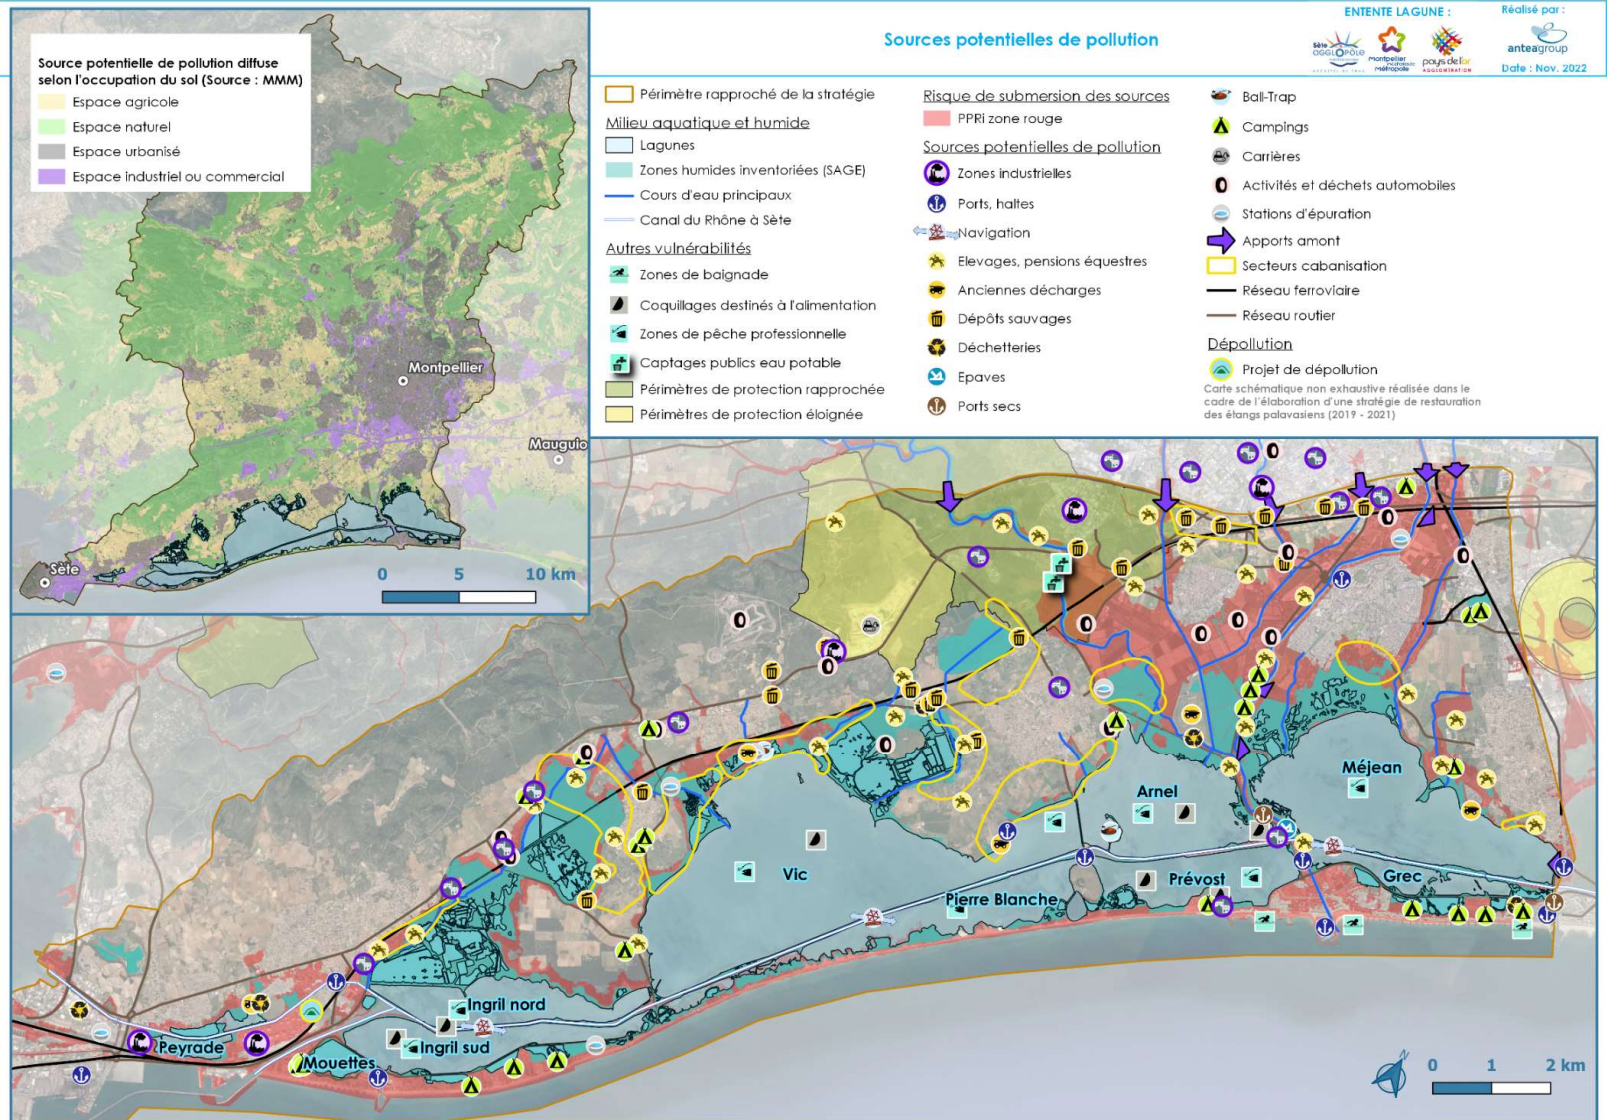 Sources potentielles de pollution
ENTENTE LAGUNE :
Réalisé par :
Sète
AGGLOPÔLE
montpellier
méditerranée
métropole
pays de l'or
AGGLOMÉRATION
anteagroup
Date : Nov. 2022
Source potentielle de pollution diffuse
selon l'occupation du sol (Source : MMM)
Espace agricole
Espace naturel
Espace urbanisé
Espace industriel ou commercial
Montpellier
Mauguio
Sète
0 5 10 km
Périmètre rapproché de la stratégie
Milieu aquatique et humide
Lagunes
Zones humides inventoriées (SAGE)
Cours d'eau principaux
Canal du Rhône à Sète
Autres vulnérabilités
Zones de baignade
Coquillages destinés à l'alimentation
Zones de pêche professionnelle
Captages publics eau potable
Périmètres de protection rapprochée
Périmètres de protection éloignée
Risque de submersion des sources
PPRi zone rouge
Sources potentielles de pollution
Zones industrielles
Ports, haltes
Navigation
Elevages, pensions équestres
Anciennes décharges
Dépôts sauvages
Déchetteries
Epaves
Ports secs
Ball-Trap
Campings
Carrières
Activités et déchets automobiles
Stations d'épuration
Apports amont
Secteurs cabanisation
Réseau ferroviaire
Réseau routier
Dépollution
Projet de dépollution
Carte schématique non exhaustive réalisée dans le
cadre de l'élaboration d'une stratégie de restauration
des étangs palavasiens (2019 - 2021)
Méjean
Arnel
Vic
Prévost
Grec
Pierre Blanche
Ingril nord
Ingril sud
Peyrade
Mouettes
0 1 2 km